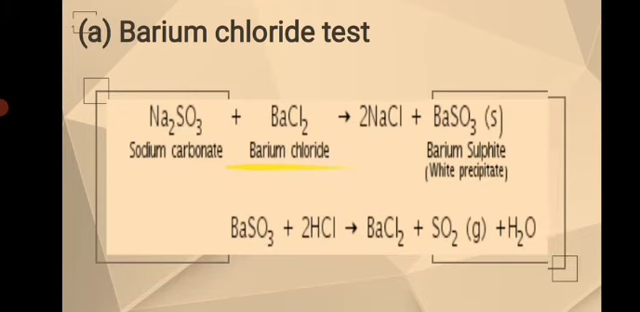 (a) Barium chloride test
Na₂SO₃ + BaCl₂ → 2NaCl + BaSO₃ (s)
Sodium carbonate Barium chloride Barium Sulphite
(White precipitate)
BaSO₃ + 2HCl → BaCl₂ + SO₂ (g) +H₂O